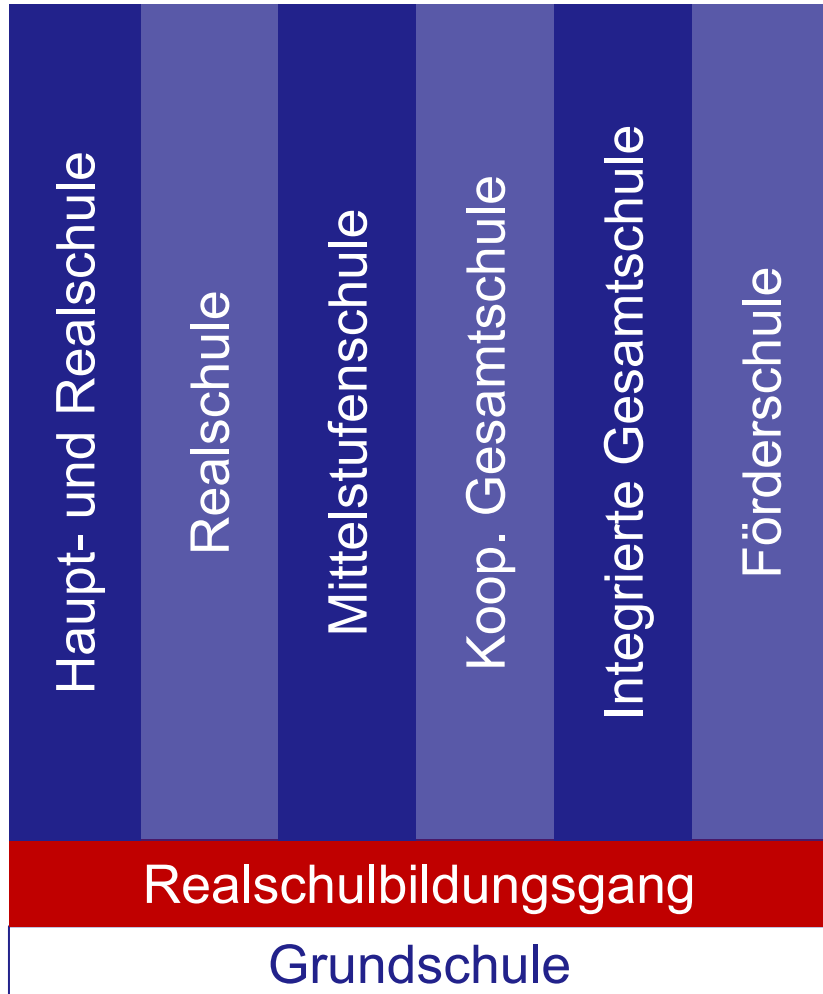 Haupt- und Realschule
Realschule
Mittelstufenschule
Koop. Gesamtschule
Integrierte Gesamtschule
Förderschule
Realschulbildungsgang
Grundschule